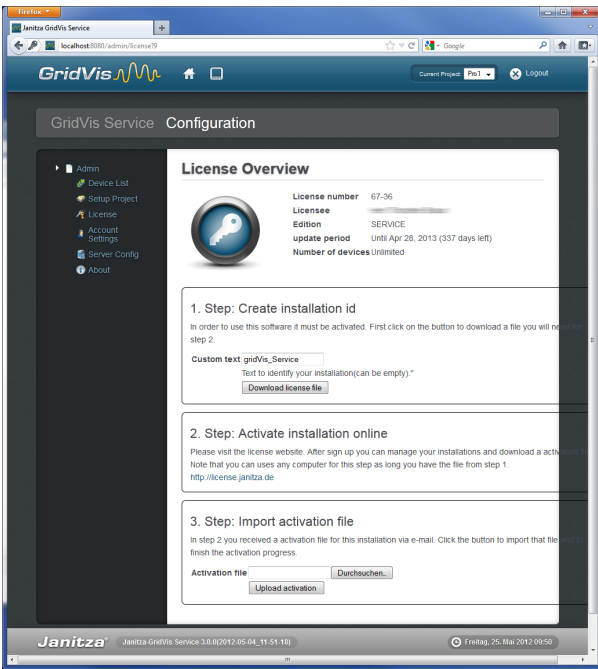 Firefox
Janitza GridVis Service
localhost:8080/admin/license?9
Google
GridVis
Current Project: Pro1
Logout
GridVis Service Configuration
Admin
Device List
Setup Project
License
Account
Settings
Server Config
About
License Overview
License number 67-36
Licensee
Edition SERVICE
update period Until Apr 28, 2013 (337 days left)
Number of devices Unlimited
1. Step: Create installation id
In order to use this software it must be activated. First click on the button to download a file you will need for
step 2.
Custom text gridVis_Service
Text to identify your installation(can be empty)."
Download license file
2. Step: Activate installation online
Please visit the license website. After sign up you can manage your installations and download a activation
Note that you can uses any computer for this step as long you have the file from step 1.
http://license.janitza.de
3. Step: Import activation file
In step 2 you received a activation file for this installation via e-mail. Click the button to import that file and to
finish the activation progress.
Activation file Durchsuchen..
Upload activation
Janitza® Janitza-GridVis Service 3.0.0(2012-05-04_11-51-18)
Freitag, 25. Mai 2012 09:50